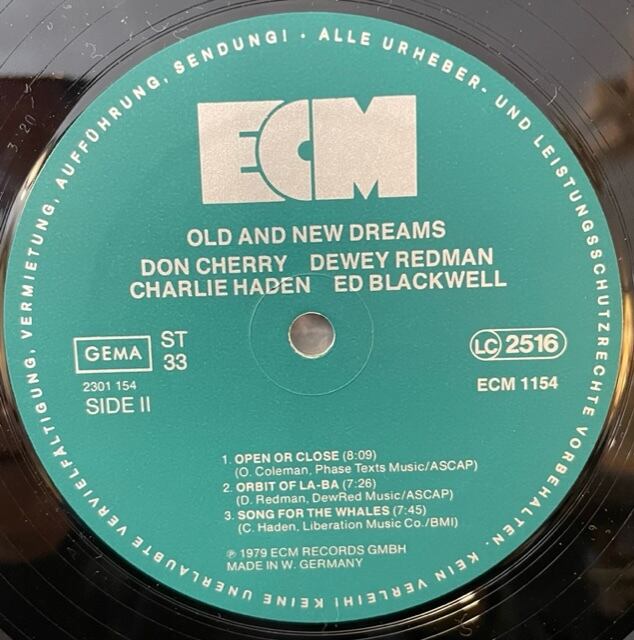 ALLE URHEBER- UND LEISTUNGSSCHUTZRECHTE VORBEHALTEN. KEIN VERLEIH! KEINE UNERLAUBTE VERVIELFÄLTIGUNG, VERMIETUNG, AUFFÜHRUNG, SENDUNG! ·
ECM
OLD AND NEW DREAMS
DON CHERRY DEWEY REDMAN
CHARLIE HADEN ED BLACKWELL
GEMA
ST
33
LC 2516
2301 154
SIDE II
ECM 1154
1. OPEN OR CLOSE (8:09)
(O. Coleman, Phase Texts Music/ASCAP)
2. ORBIT OF LA-BA (7:26)
(D. Redman, DewRed Music/ASCAP)
3. SONG FOR THE WHALES (7:45)
(C. Haden, Liberation Music Co./BMI)
℗ 1979 ECM RECORDS GMBH
MADE IN W. GERMANY